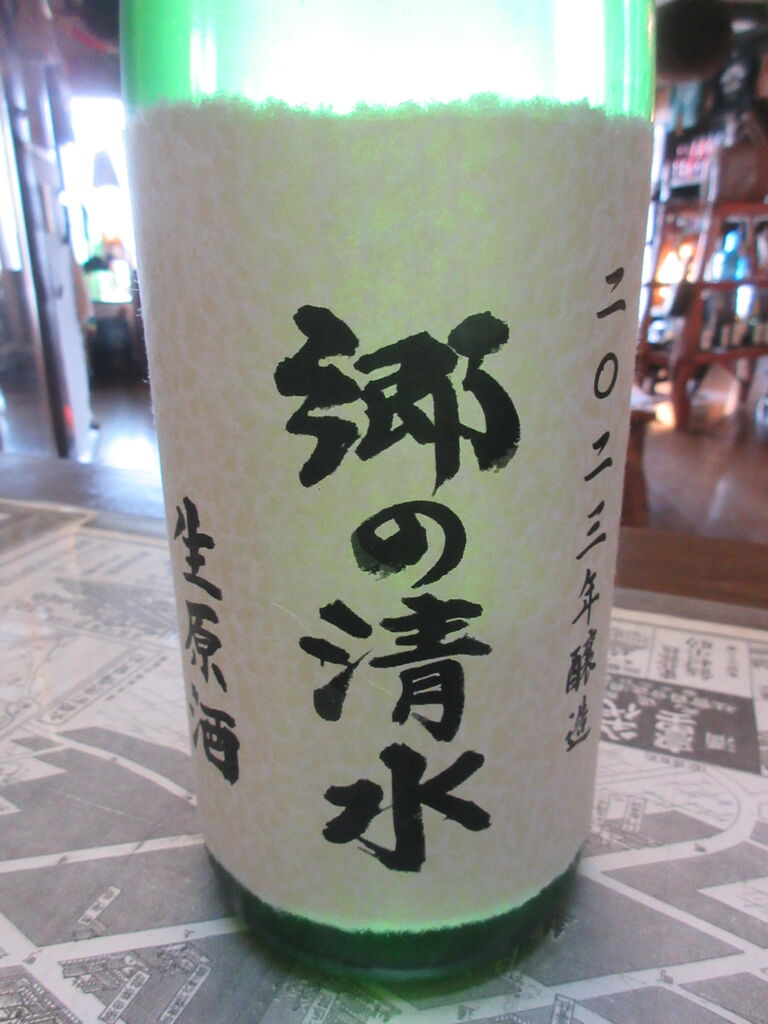 二〇二三年醸造
郷の清水
生原酒